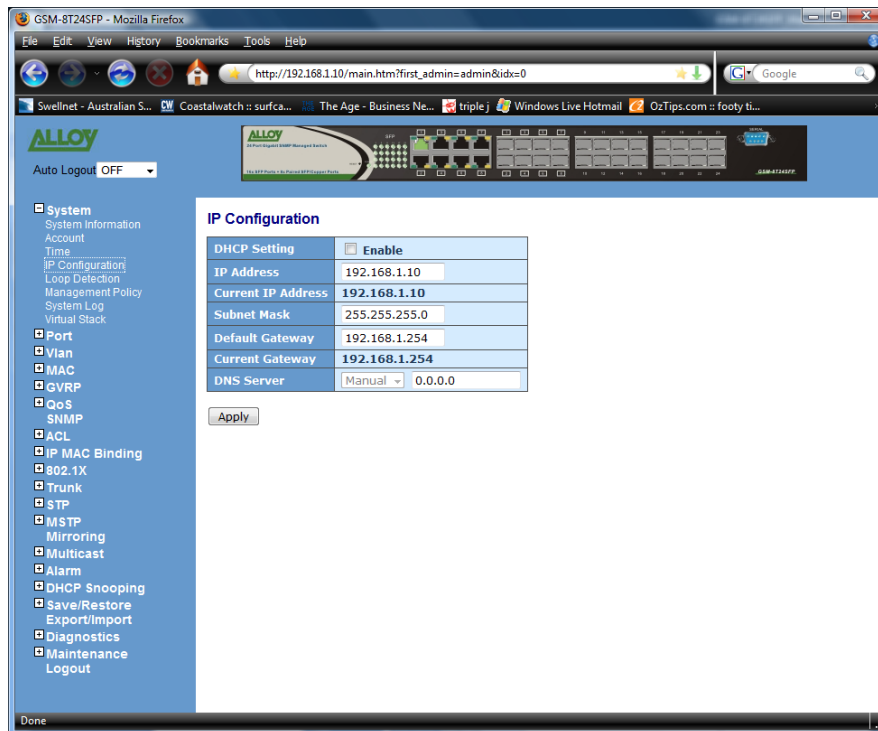 GSM-8T24SFP - Mozilla Firefox
File Edit View History Bookmarks Tools Help
http://192.168.1.10/main.htm?first_admin=admin&idx=0
G Google
Swellnet - Australian S... CW Coastalwatch :: surfca... The Age - Business Ne... triple j Windows Live Hotmail OzTips.com :: footy ti...
ALLOY
Auto Logout OFF
ALLOY
SFP
GSM-8T24SFP
System
System Information
Account
Time
IP Configuration
Loop Detection
Management Policy
System Log
Virtual Stack
Port
Vlan
MAC
GVRP
QoS
SNMP
ACL
IP MAC Binding
802.1X
Trunk
STP
MSTP
Mirroring
Multicast
Alarm
DHCP Snooping
Save/Restore
Export/Import
Diagnostics
Maintenance
Logout
IP Configuration
DHCP Setting Enable
IP Address 192.168.1.10
Current IP Address 192.168.1.10
Subnet Mask 255.255.255.0
Default Gateway 192.168.1.254
Current Gateway 192.168.1.254
DNS Server Manual 0.0.0.0
Apply
Done